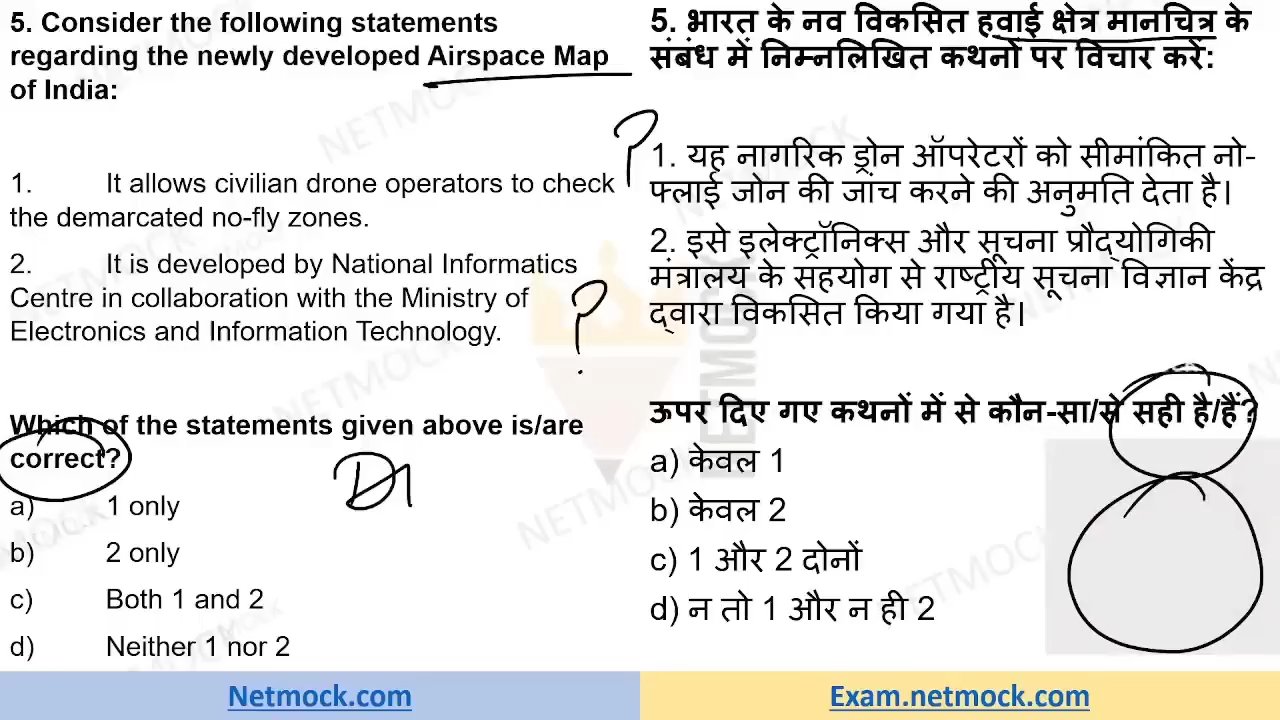 5. Consider the following statements
regarding the newly developed Airspace Map
of India:
1. It allows civilian drone operators to check
the demarcated no-fly zones.
2. It is developed by National Informatics
Centre in collaboration with the Ministry of
Electronics and Information Technology.
Which of the statements given above is/are
correct?
a) 1 only
b) 2 only
c) Both 1 and 2
d) Neither 1 nor 2
5. भारत के नव विकसित हवाई क्षेत्र मानचित्र के
संबंध में निम्नलिखित कथनों पर विचार करें:
1. यह नागरिक ड्रोन ऑपरेटरों को सीमांकित नो-
फ्लाई जोन की जांच करने की अनुमति देता है।
2. इसे इलेक्ट्रॉनिक्स और सूचना प्रौद्योगिकी
मंत्रालय के सहयोग से राष्ट्रीय सूचना विज्ञान केंद्र
द्वारा विकसित किया गया है।
ऊपर दिए गए कथनों में से कौन-सा/से सही है/हैं?
a) केवल 1
b) केवल 2
c) 1 और 2 दोनों
d) न तो 1 और न ही 2
?
?
NETMOCK
Netmock.com
Exam.netmock.com